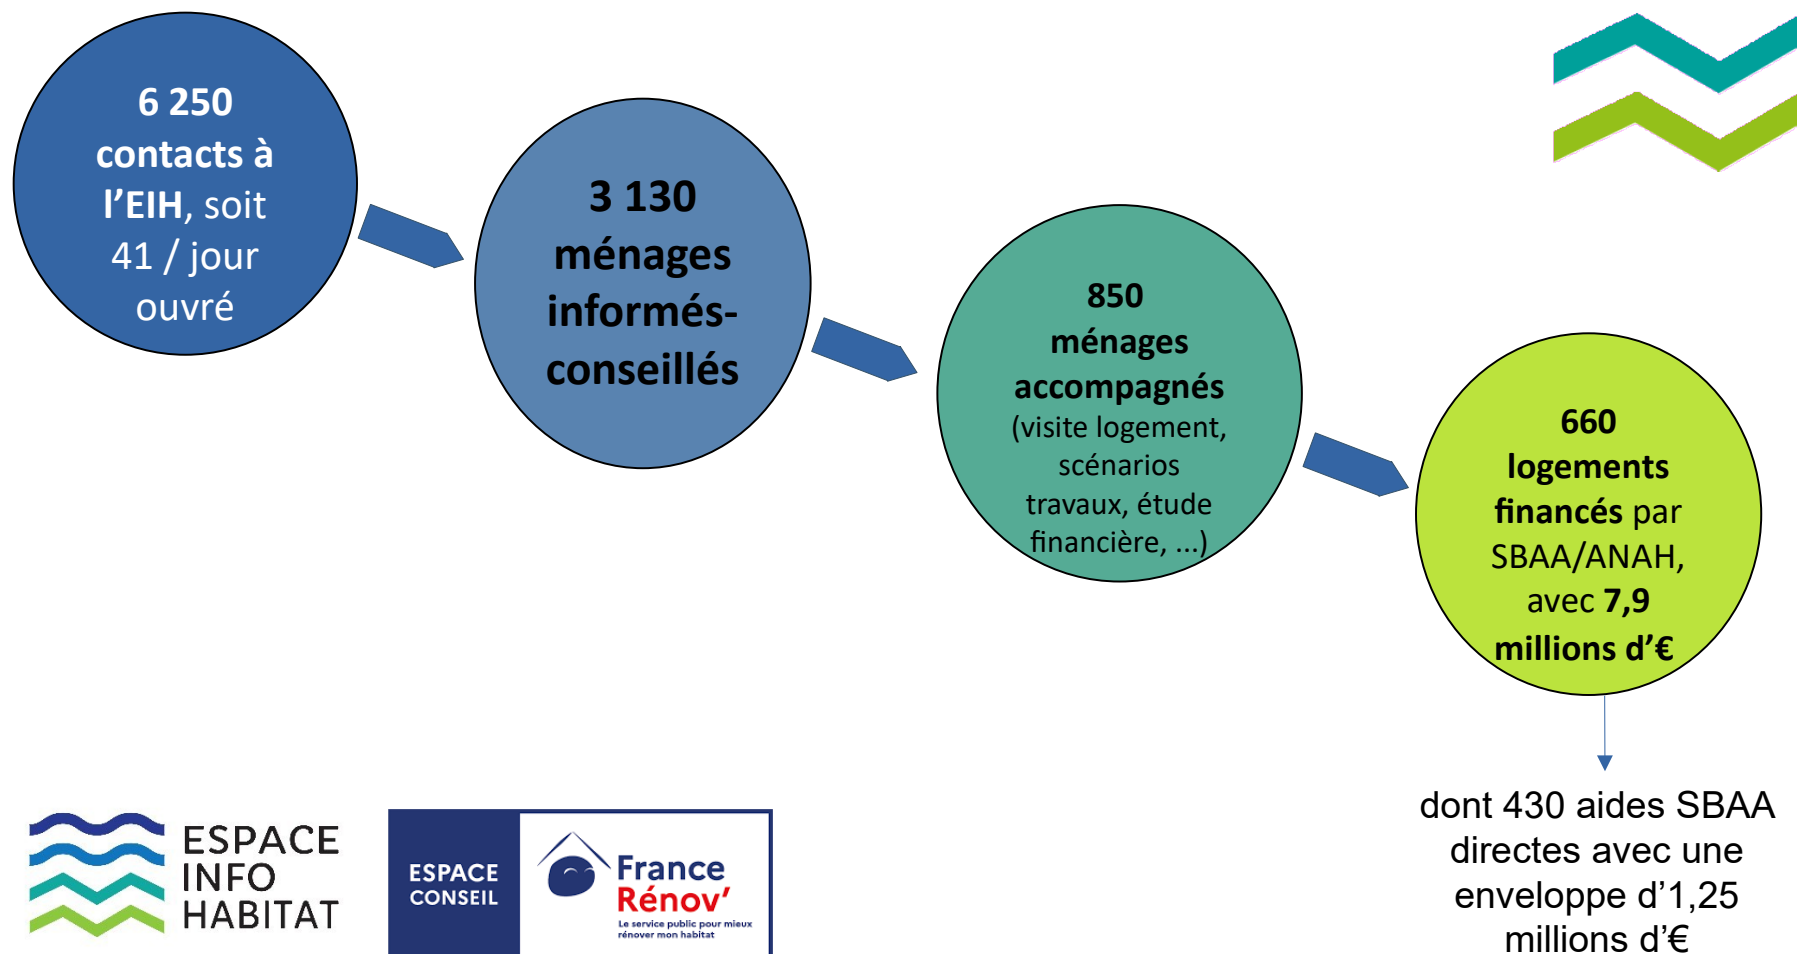 6 250
contacts à
l’EIH, soit
41 / jour
ouvré
3 130
ménages
informés-
conseillés
850
ménages
accompagnés
(visite logement,
scénarios
travaux, étude
financière, ...)
660
logements
financés par
SBAA/ANAH,
avec 7,9
millions d’€
dont 430 aides SBAA
directes avec une
enveloppe d’1,25
millions d’€
ESPACE
INFO
HABITAT
ESPACE
CONSEIL
France
Rénov’
Le service public pour mieux
rénover mon habitat